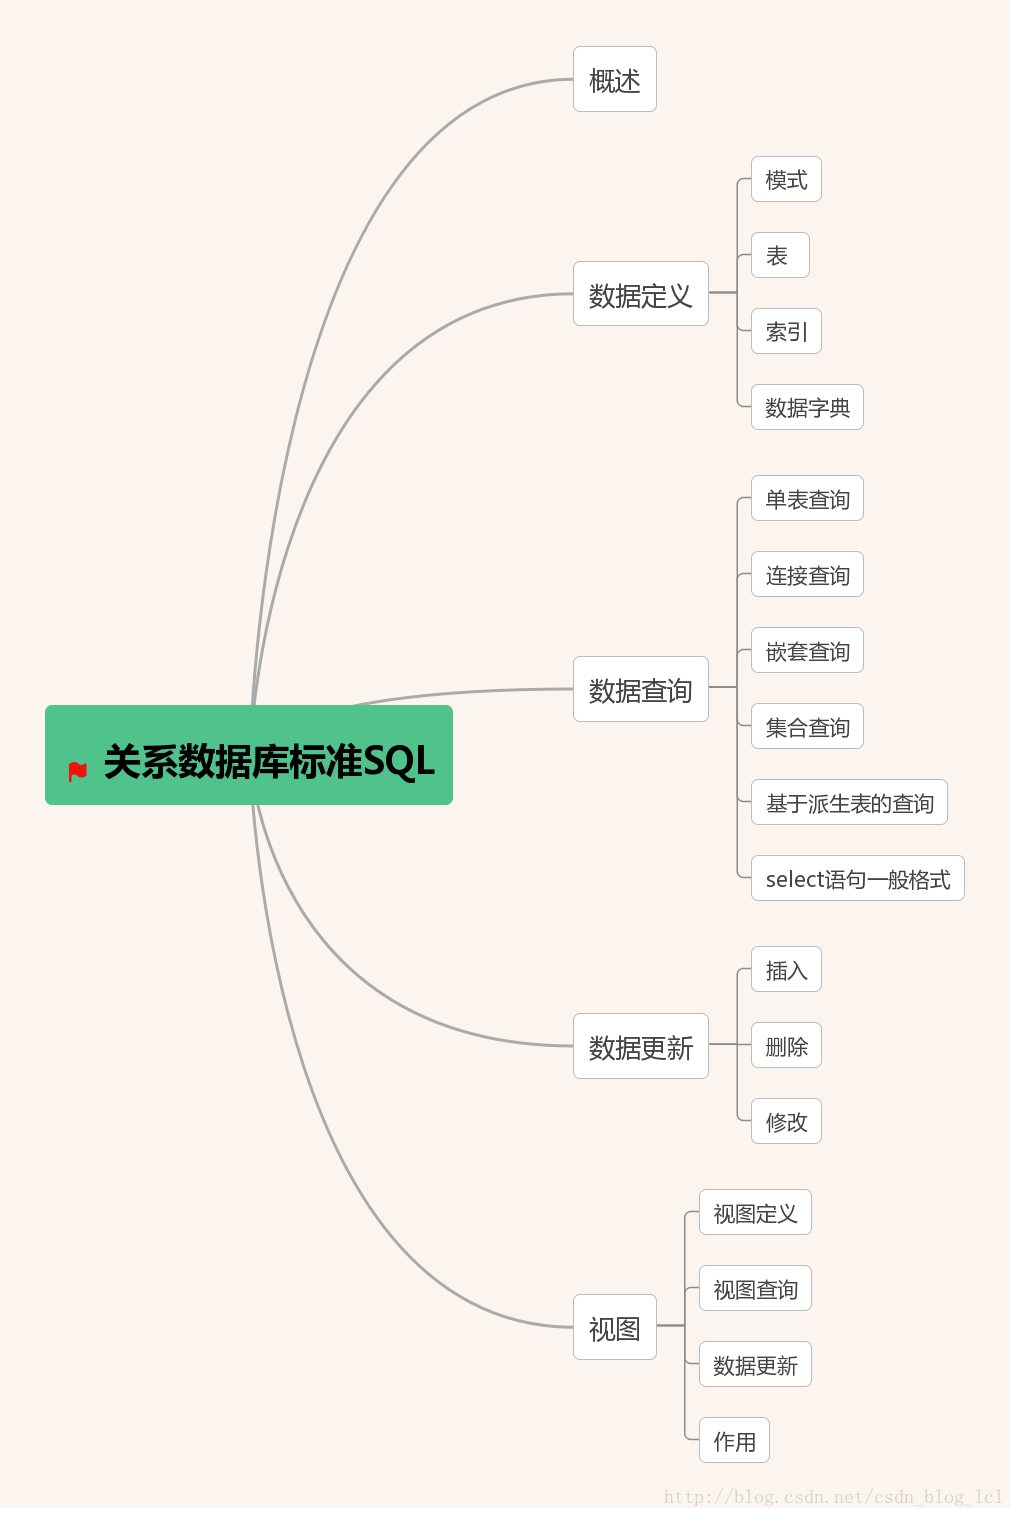 概述
模式
表
数据定义
索引
数据字典
单表查询
连接查询
嵌套查询
数据查询
集合查询
关系数据库标准SQL
基于派生表的查询
select语句一般格式
插入
数据更新
删除
修改
视图定义
视图查询
视图
数据更新
作用
http://blog.csdn.net/csdn_blog_lcl